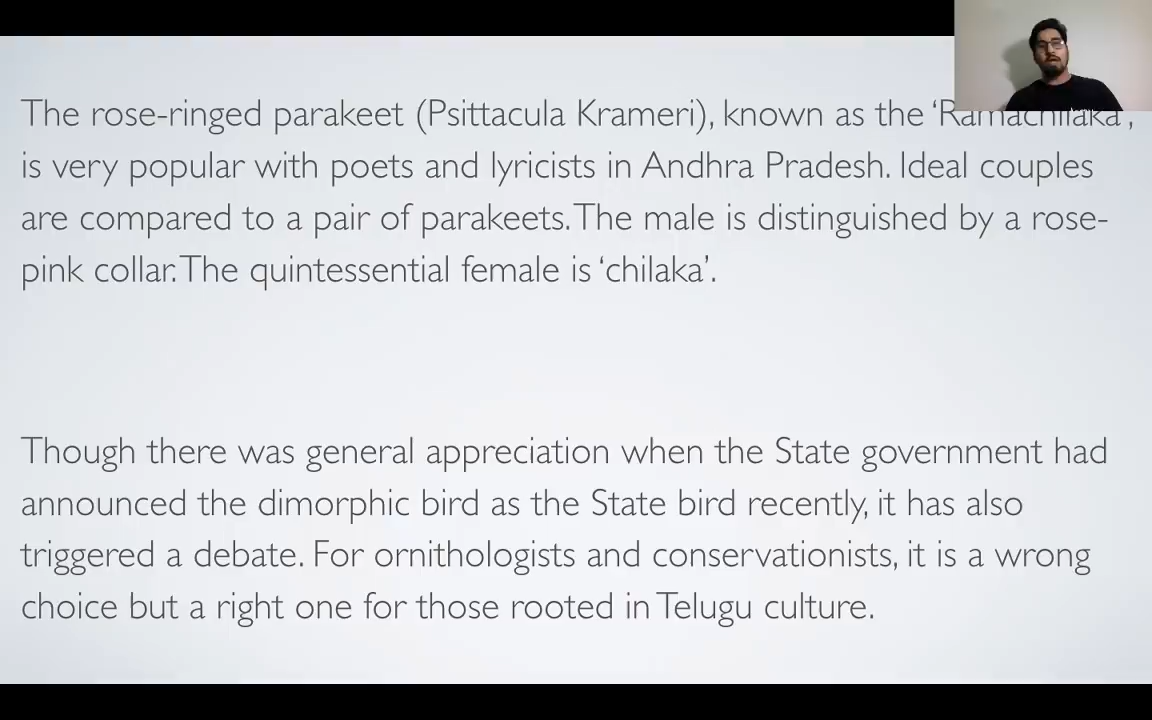 The rose-ringed parakeet (Psittacula Krameri), known as the ‘Ramachilaka’,
is very popular with poets and lyricists in Andhra Pradesh. Ideal couples
are compared to a pair of parakeets. The male is distinguished by a rose-
pink collar. The quintessential female is ‘chilaka’.
Though there was general appreciation when the State government had
announced the dimorphic bird as the State bird recently, it has also
triggered a debate. For ornithologists and conservationists, it is a wrong
choice but a right one for those rooted in Telugu culture.